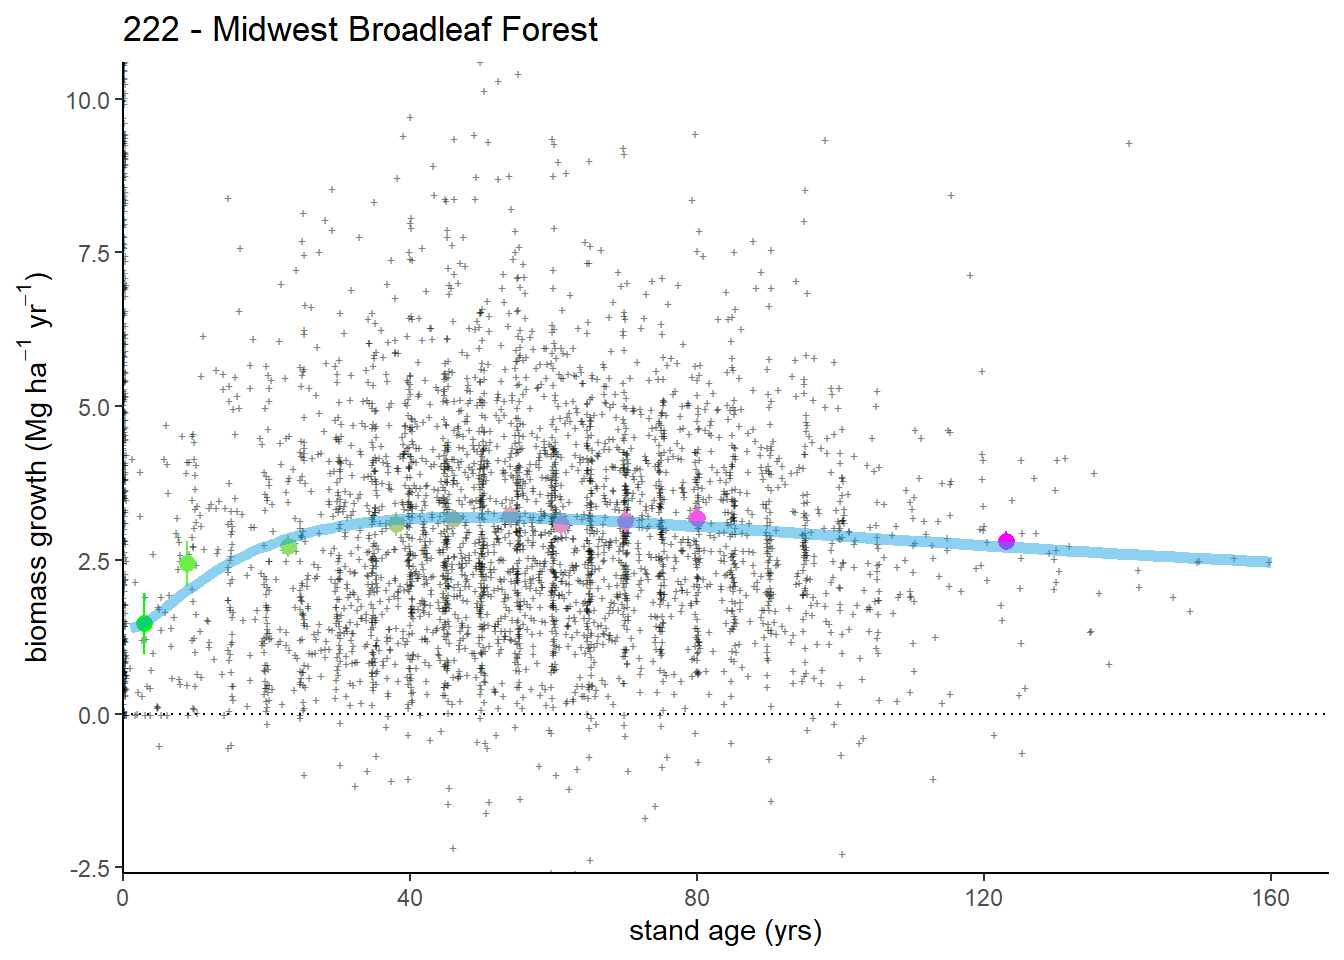 222 - Midwest Broadleaf Forest
10.0
7.5
5.0
2.5
0.0
-2.5
biomass growth (Mg ha⁻¹ yr⁻¹)
0 40 80 120 160
stand age (yrs)